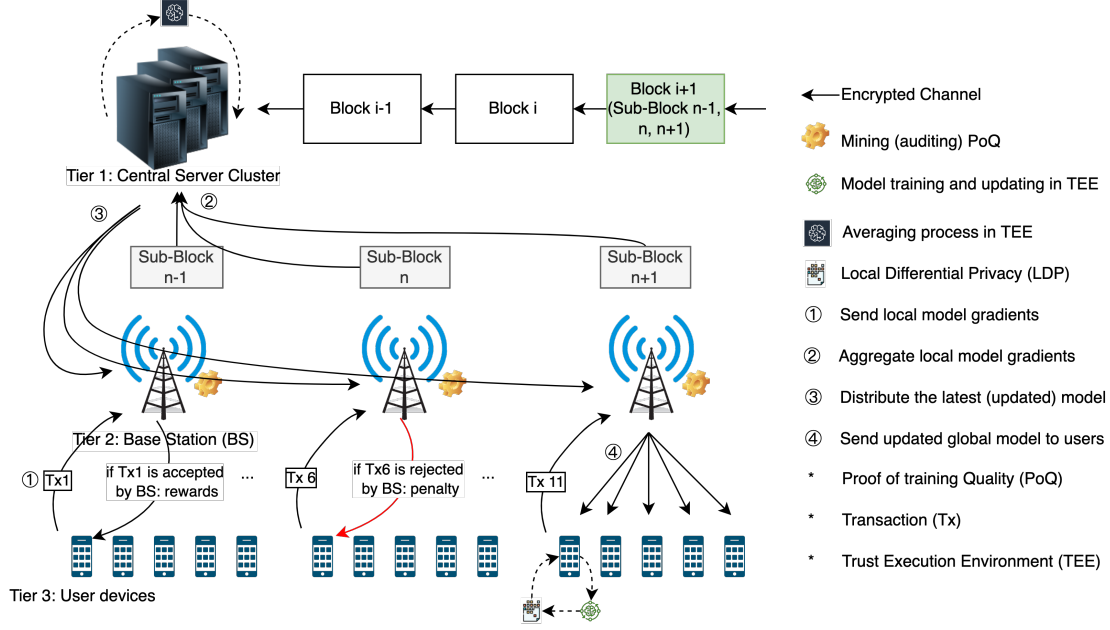 Block i-1
Block i
Block i+1
(Sub-Block n-1,
n, n+1)
Tier 1: Central Server Cluster
③
②
Sub-Block
n-1
Sub-Block
n
Sub-Block
n+1
Tier 2: Base Station (BS)
①
Tx1
if Tx1 is accepted
by BS: rewards
...
Tx 6
if Tx6 is rejected
by BS: penalty
...
Tx 11
④
Tier 3: User devices
Encrypted Channel
Mining (auditing) PoQ
Model training and updating in TEE
Averaging process in TEE
Local Differential Privacy (LDP)
① Send local model gradients
② Aggregate local model gradients
③ Distribute the latest (updated) model
④ Send updated global model to users
* Proof of training Quality (PoQ)
* Transaction (Tx)
* Trust Execution Environment (TEE)